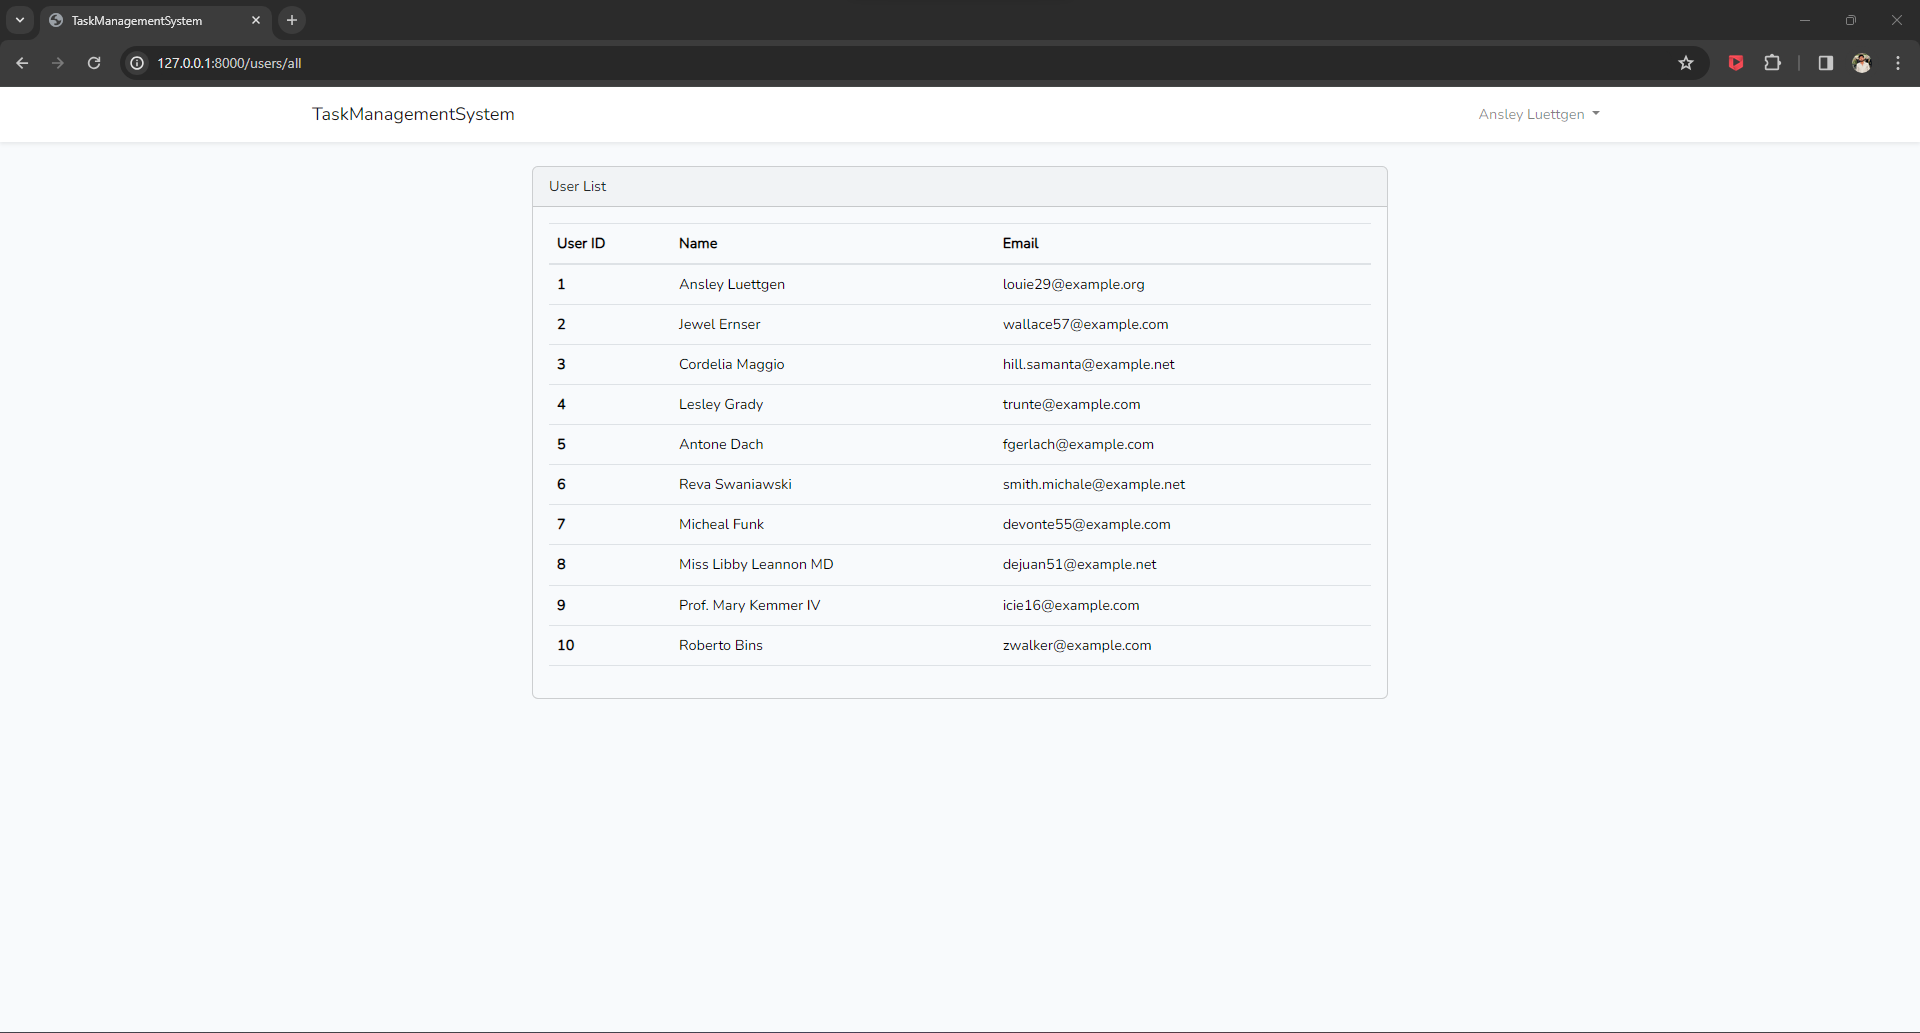 TaskManagementSystem
127.0.0.1:8000/users/all
TaskManagementSystem Ansley Luettgen
User List
User ID Name Email
1 Ansley Luettgen louie29@example.org
2 Jewel Ernser wallace57@example.com
3 Cordelia Maggio hill.samanta@example.net
4 Lesley Grady trunte@example.com
5 Antone Dach fgerlach@example.com
6 Reva Swaniawski smith.michale@example.net
7 Micheal Funk devonte55@example.com
8 Miss Libby Leannon MD dejuan51@example.net
9 Prof. Mary Kemmer IV icie16@example.com
10 Roberto Bins zwalker@example.com